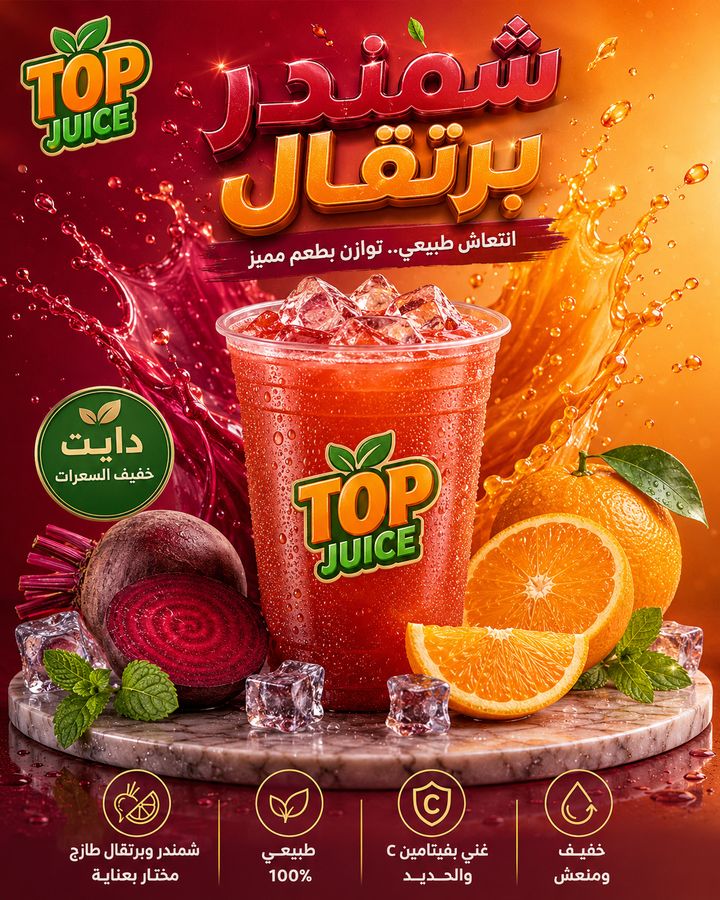 TOP
JUICE
شمندر
برتقال
انتعاش طبيعي.. توازن بطعم مميز
دايت
خفيف السعرات
TOP
JUICE
خفيف
ومنعش
غني بفيتامين C
والحديد
طبيعي
100%
شمندر وبرتقال طازج
مختار بعناية